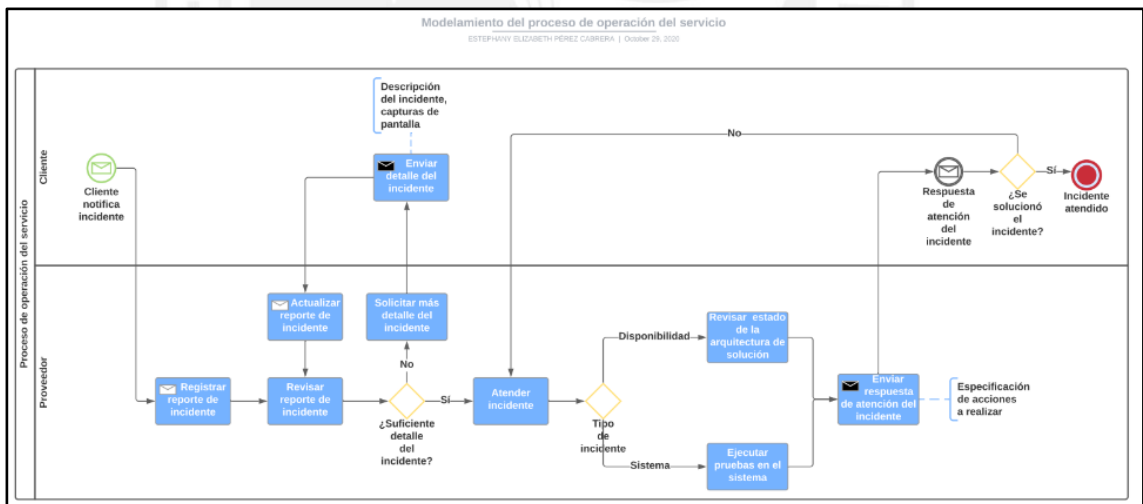 Modelamiento del proceso de operación del servicio
ESTEFHANY ELIZABETH PÉREZ CABRERA | October 29, 2020
Proceso de operación del servicio
Cliente
Cliente
notifica
incidente
Descripción
del incidente,
capturas de
pantalla
Enviar
detalle del
incidente
No
Respuesta
de
atención
del
incidente
¿Se
solucionó
el
incidente?
Sí
Incidente
atendido
Proveedor
Registrar
reporte de
incidente
Actualizar
reporte de
incidente
Revisar
reporte de
incidente
Solicitar más
detalle del
incidente
No
¿Suficiente
detalle
del
incidente?
Sí
Atender
incidente
Tipo
de
incidente
Disponibilidad
Revisar estado
de la
arquitectura de
solución
Sistema
Ejecutar
pruebas en el
sistema
Enviar
respuesta
de atención del
incidente
Especificación
de acciones
a realizar